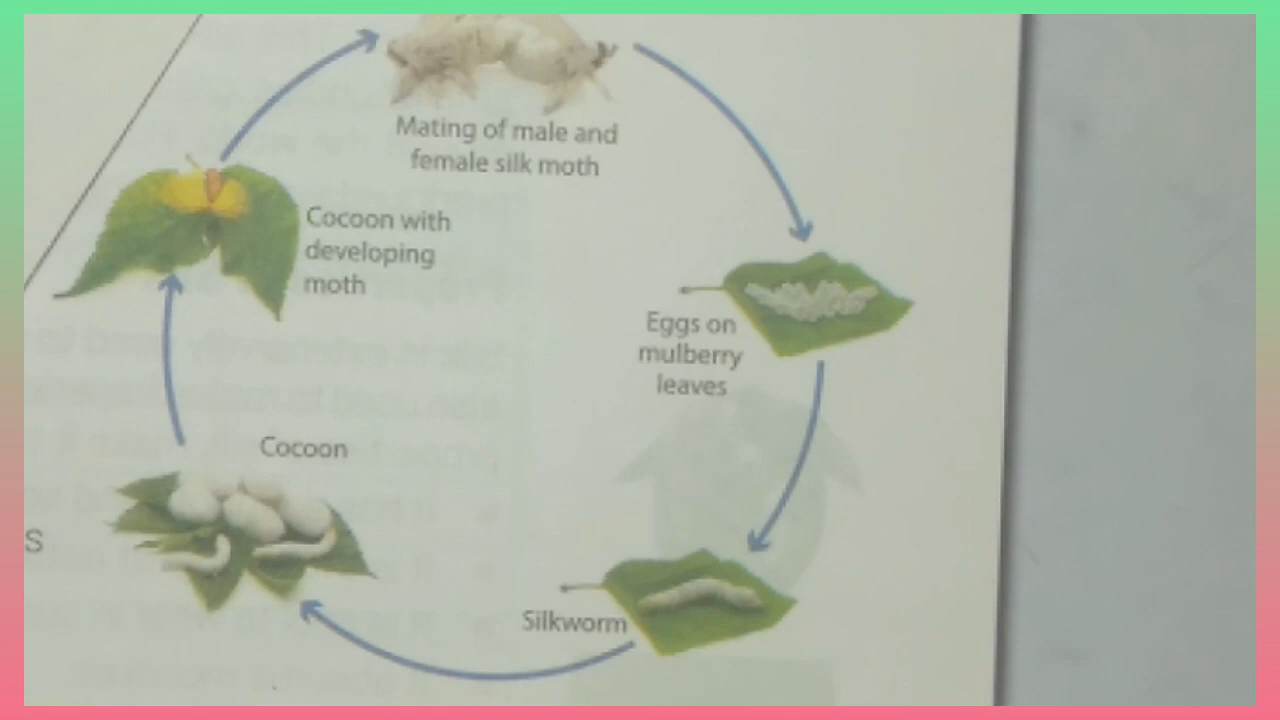 Mating of male and
female silk moth
Cocoon with
developing
moth
Eggs on
mulberry
leaves
Cocoon
Silkworm
s